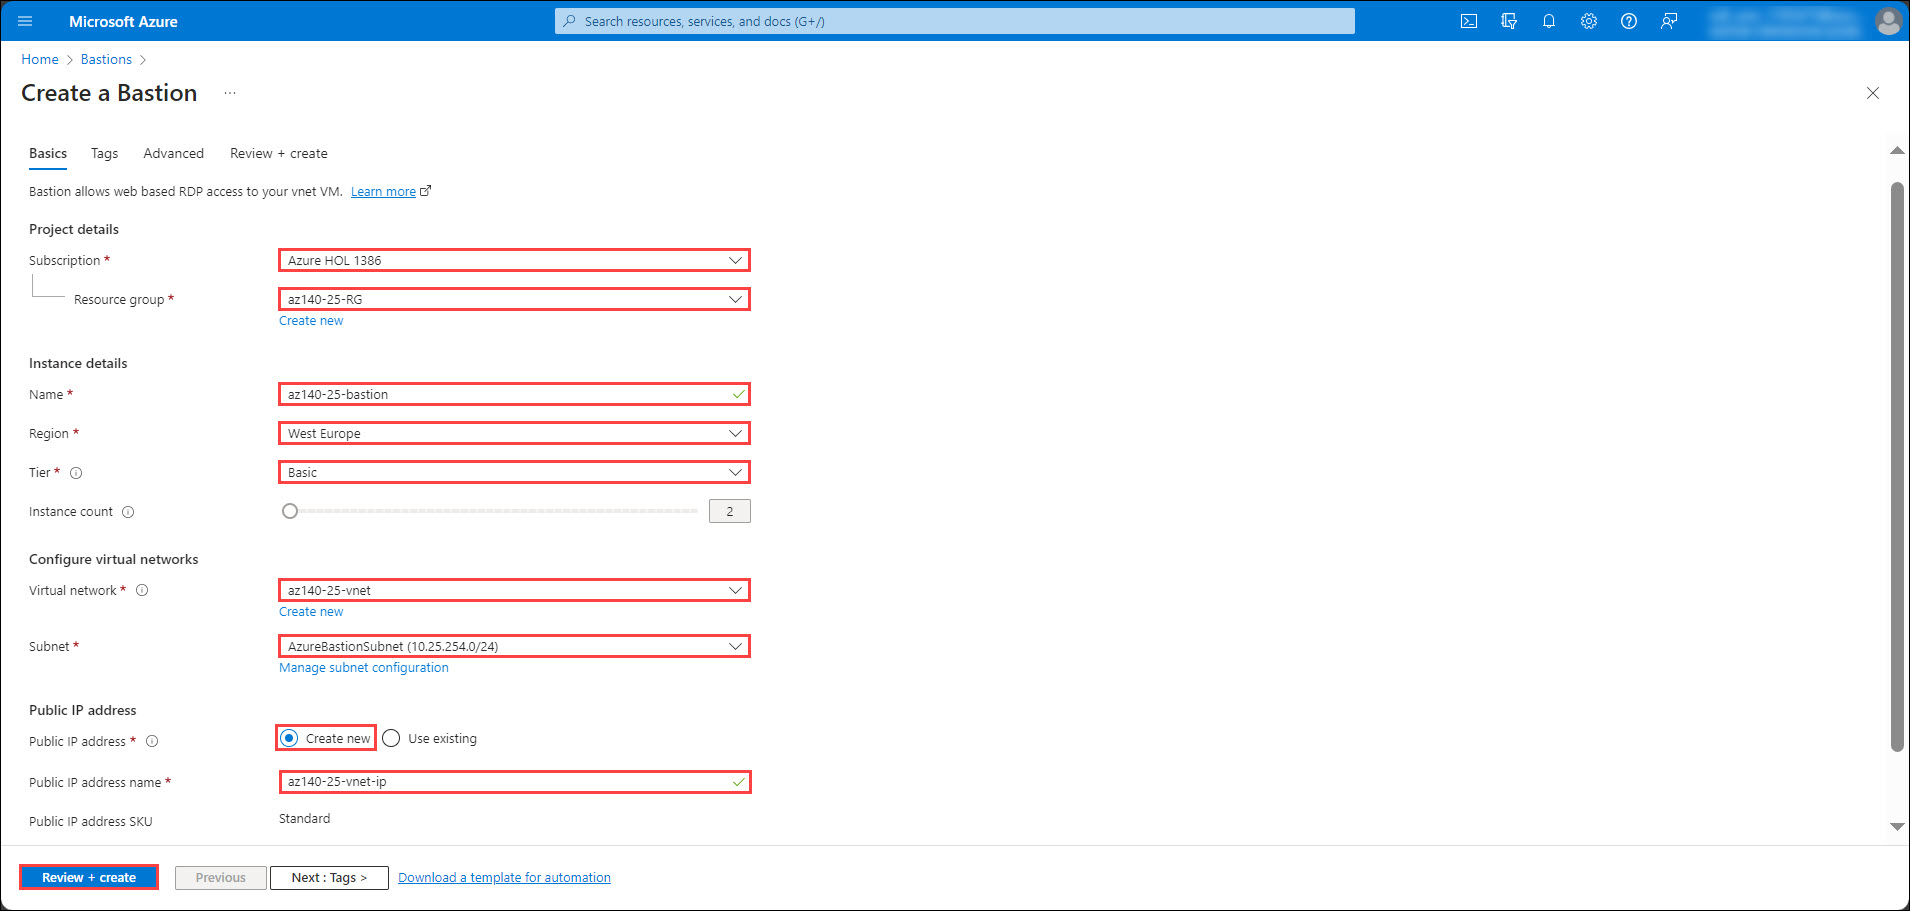 Microsoft Azure
Search resources, services, and docs (G+/)
Home > Bastions >
Create a Bastion ...
Basics Tags Advanced Review + create
Bastion allows web based RDP access to your vnet VM. Learn more
Project details
Subscription * Azure HOL 1386
Resource group * az140-25-RG
Create new
Instance details
Name * az140-25-bastion
Region * West Europe
Tier * Basic
Instance count 2
Configure virtual networks
Virtual network * az140-25-vnet
Create new
Subnet * AzureBastionSubnet (10.25.254.0/24)
Manage subnet configuration
Public IP address
Public IP address * Create new Use existing
Public IP address name * az140-25-vnet-ip
Public IP address SKU Standard
Review + create Previous Next : Tags > Download a template for automation